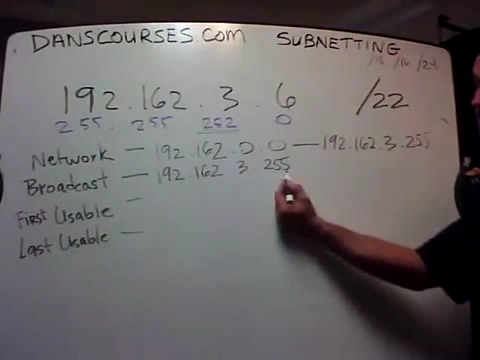 DANSCOURSES.COM SUBNETTING
/8 /16 /24
192.162.3.6 /22
255.255.252.0
Network — 192.162.0.0 — 192.162.3.255
Broadcast — 192.162 3 255
First Usable —
Last Usable —